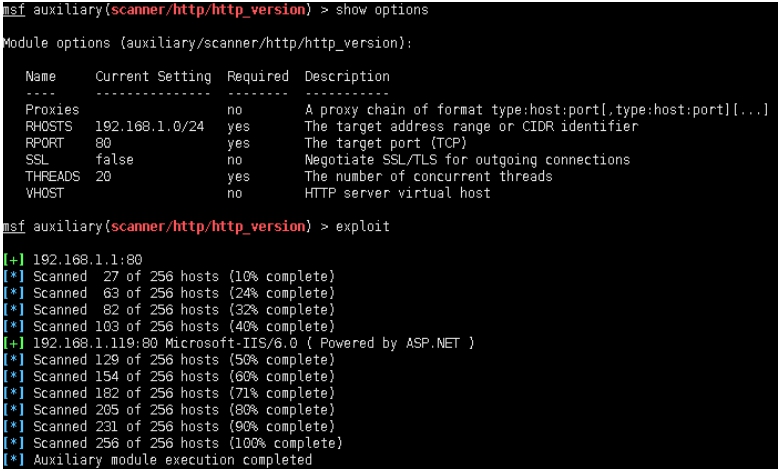 msf auxiliary(scanner/http/http_version) > show options
Module options (auxiliary/scanner/http/http_version):
Name Current Setting Required Description
---- --------------- -------- -----------
Proxies no A proxy chain of format type:host:port[,type:host:port][...]
RHOSTS 192.168.1.0/24 yes The target address range or CIDR identifier
RPORT 80 yes The target port (TCP)
SSL false no Negotiate SSL/TLS for outgoing connections
THREADS 20 yes The number of concurrent threads
VHOST no HTTP server virtual host
msf auxiliary(scanner/http/http_version) > exploit
[+] 192.168.1.1:80
[*] Scanned 27 of 256 hosts (10% complete)
[*] Scanned 63 of 256 hosts (24% complete)
[*] Scanned 82 of 256 hosts (32% complete)
[*] Scanned 103 of 256 hosts (40% complete)
[+] 192.168.1.119:80 Microsoft-IIS/6.0 ( Powered by ASP.NET )
[*] Scanned 129 of 256 hosts (50% complete)
[*] Scanned 154 of 256 hosts (60% complete)
[*] Scanned 182 of 256 hosts (71% complete)
[*] Scanned 205 of 256 hosts (80% complete)
[*] Scanned 231 of 256 hosts (90% complete)
[*] Scanned 256 of 256 hosts (100% complete)
[*] Auxiliary module execution completed